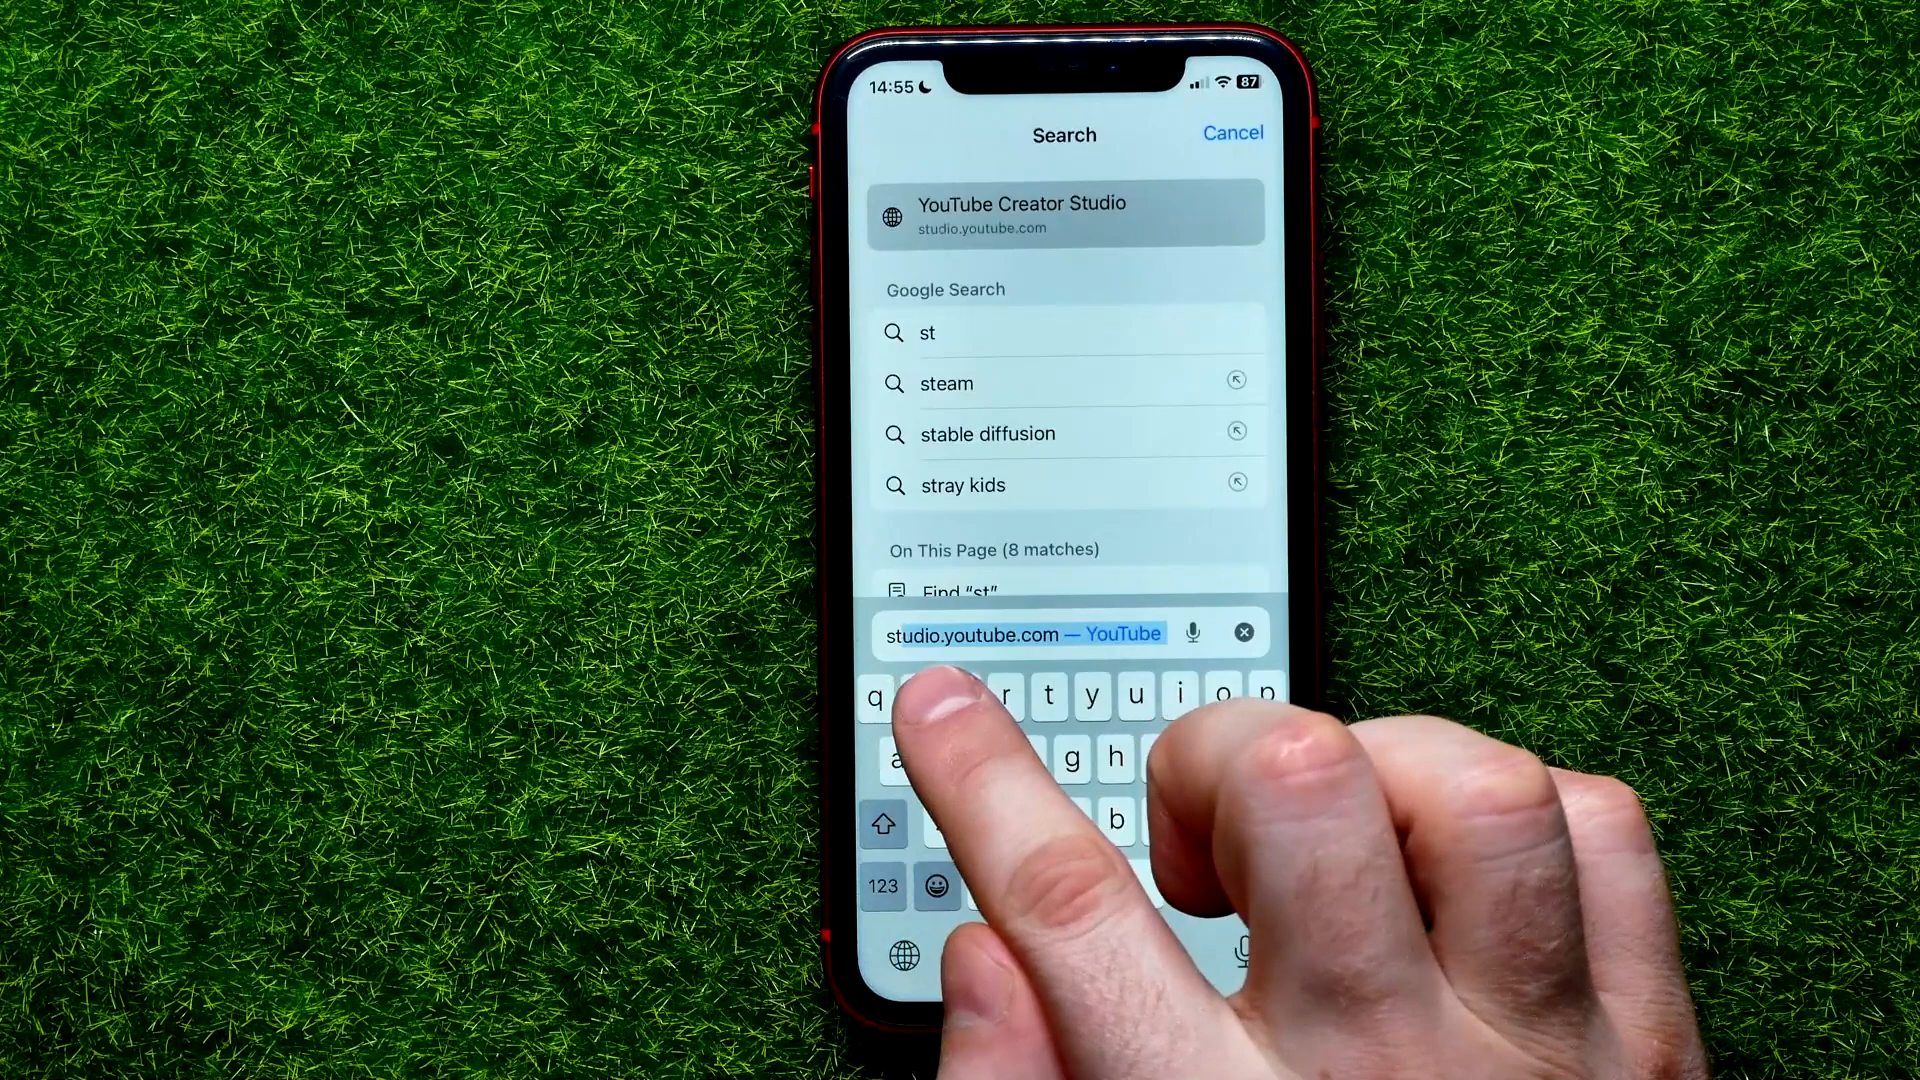 14:55
87
Search
Cancel
YouTube Creator Studio
studio.youtube.com
Google Search
st
steam
stable diffusion
stray kids
On This Page (8 matches)
Find “st”
studio.youtube.com — YouTube
q r t y u i o p
a g h
b
123